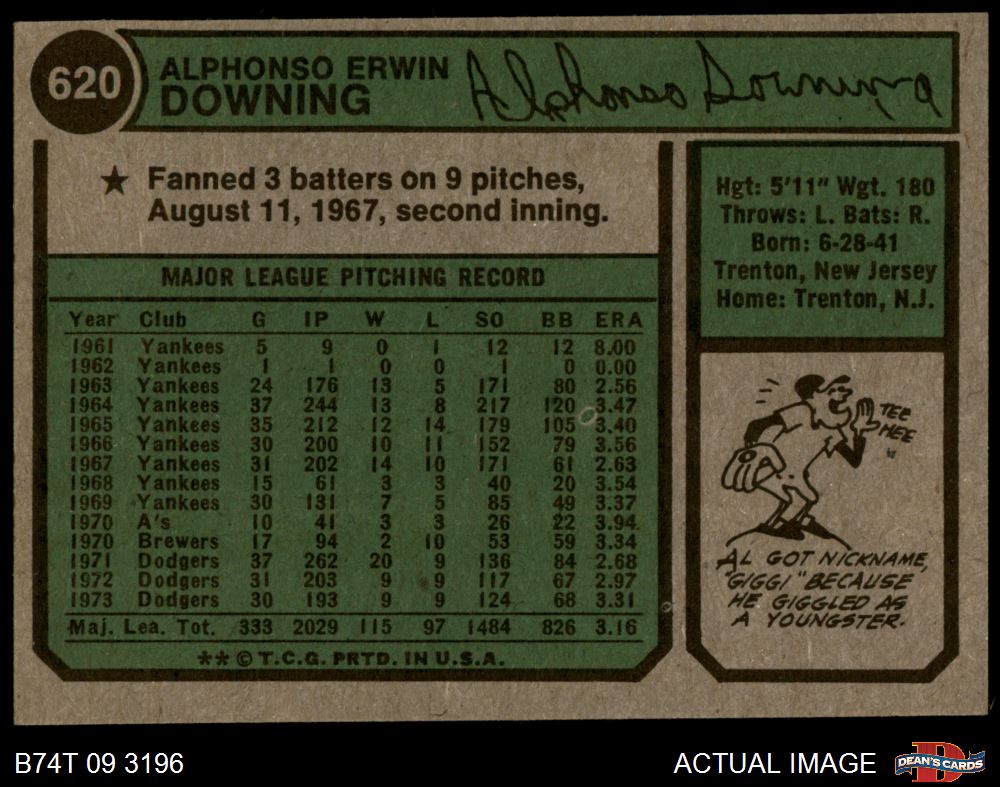 620
ALPHONSO ERWIN
DOWNING
Alphonso Downing
★ Fanned 3 batters on 9 pitches,
August 11, 1967, second inning.
MAJOR LEAGUE PITCHING RECORD
Year Club G IP W L SO BB ERA
1961 Yankees 5 9 0 1 12 12 8.00
1962 Yankees 1 1 0 0 1 0 0.00
1963 Yankees 24 176 13 5 171 80 2.56
1964 Yankees 37 244 13 8 217 120 3.47
1965 Yankees 35 212 12 14 179 105 3.40
1966 Yankees 30 200 10 11 152 79 3.56
1967 Yankees 31 202 14 10 171 61 2.63
1968 Yankees 15 61 3 3 40 20 3.54
1969 Yankees 30 131 7 5 85 49 3.37
1970 A's 10 41 3 3 26 22 3.94
1970 Brewers 17 94 2 10 53 59 3.34
1971 Dodgers 37 262 20 9 136 84 2.68
1972 Dodgers 31 203 9 9 117 67 2.97
1973 Dodgers 30 193 9 9 124 68 3.31
Maj. Lea. Tot. 333 2029 115 97 1484 826 3.16
** © T.C.G. PRTD. IN U.S.A.
Hgt: 5'11" Wgt. 180
Throws: L. Bats: R.
Born: 6-28-41
Trenton, New Jersey
Home: Trenton, N.J.
TEE
HEE
AL GOT NICKNAME,
"GIGGI" BECAUSE
HE GIGGLED AS
A YOUNGSTER.
B74T 09 3196
ACTUAL IMAGE
DEAN'S CARDS